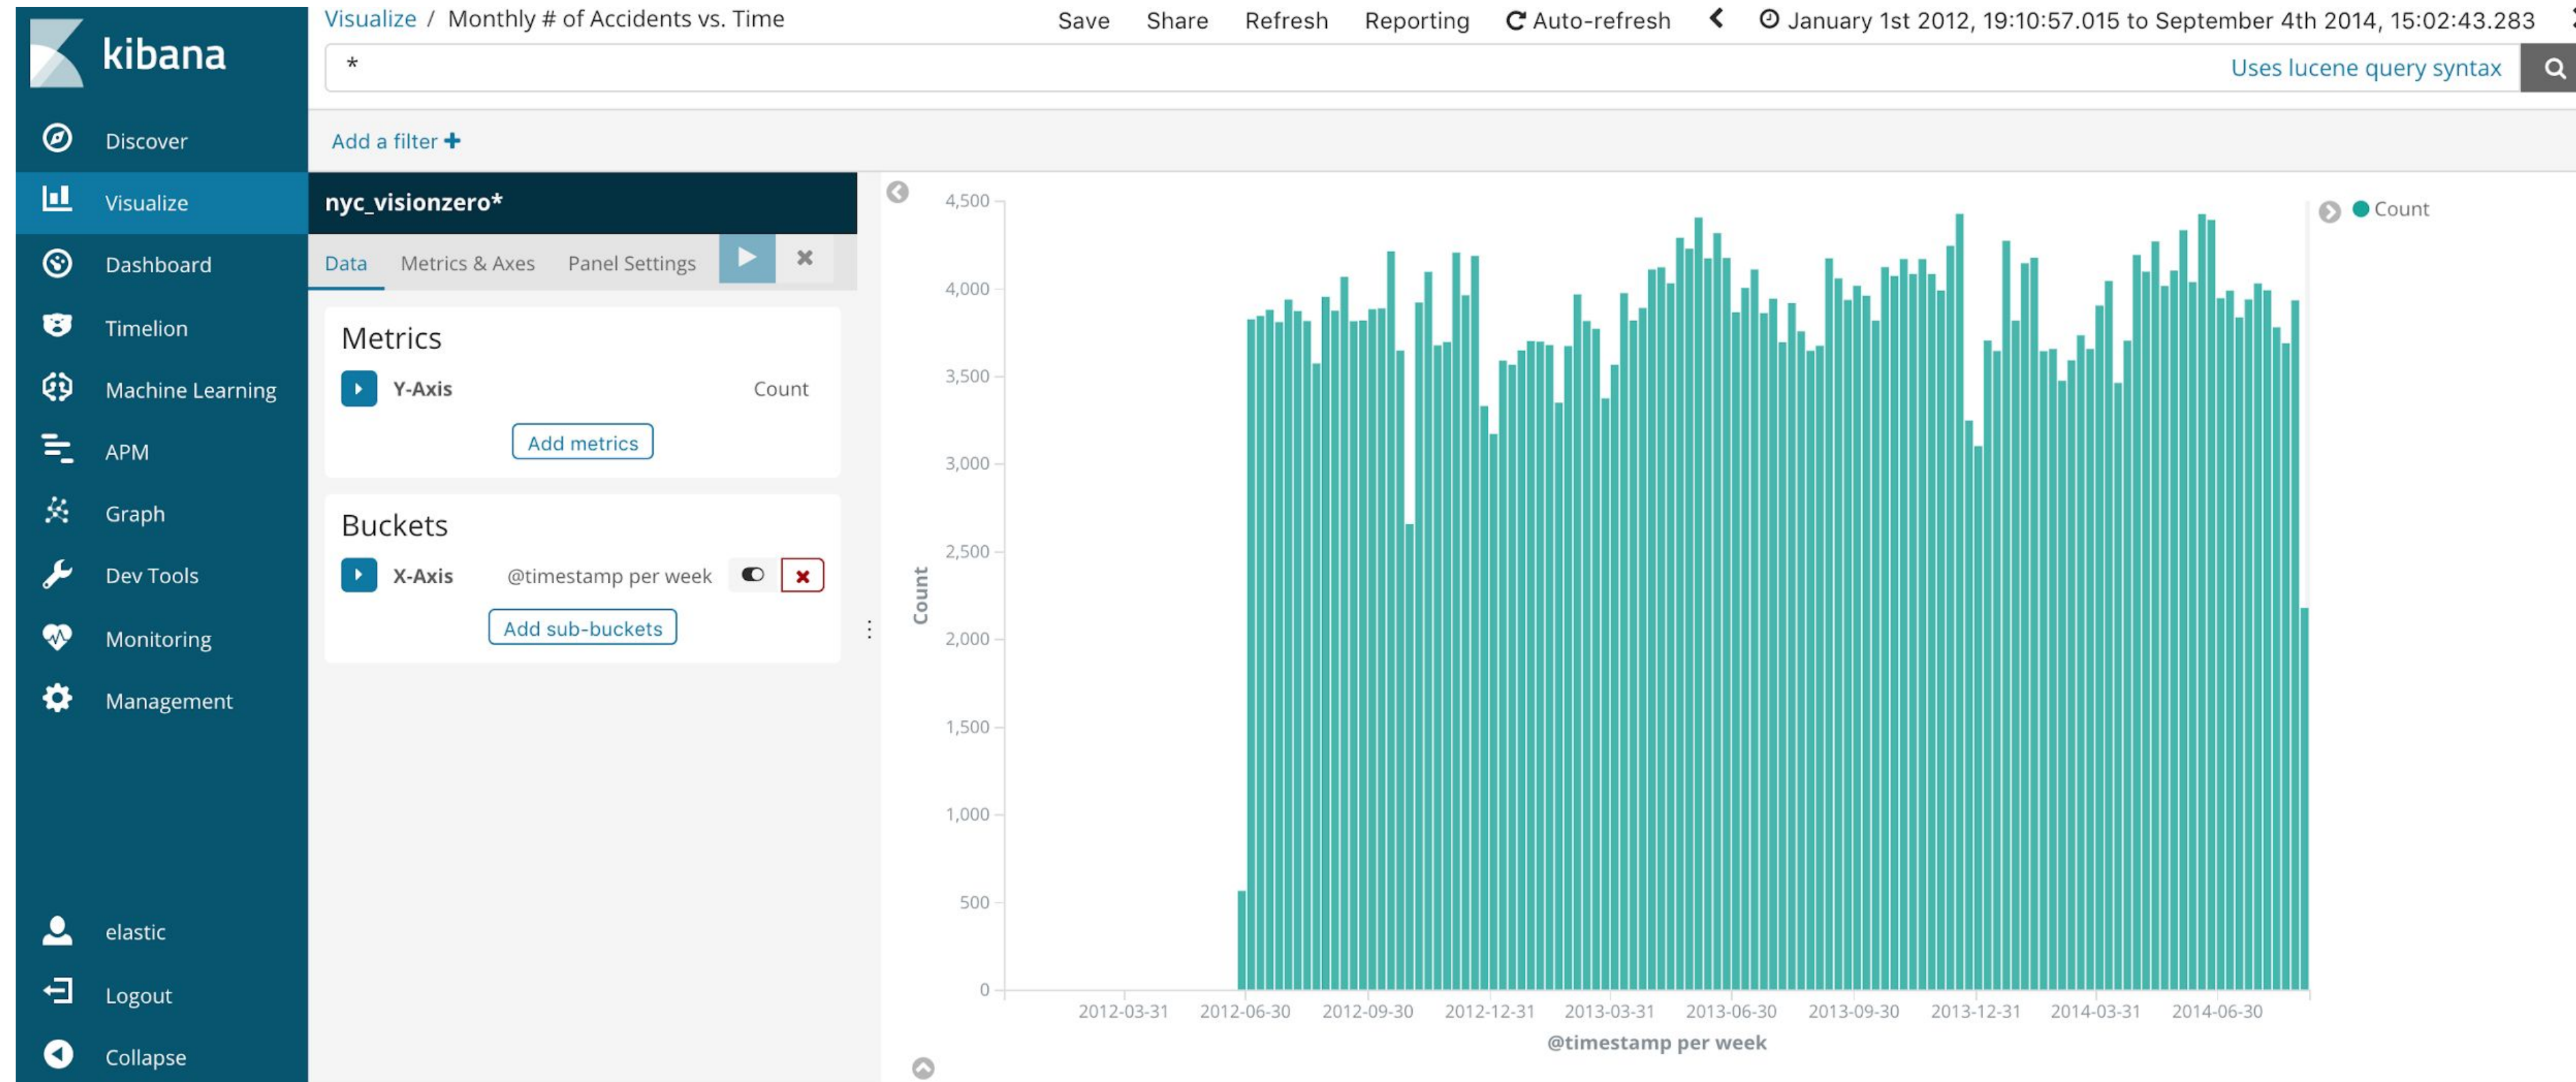 kibana
Visualize / Monthly # of Accidents vs. Time
Save Share Refresh Reporting Auto-refresh January 1st 2012, 19:10:57.015 to September 4th 2014, 15:02:43.283
*
Uses lucene query syntax
Add a filter +
Discover
Visualize
Dashboard
Timelion
Machine Learning
APM
Graph
Dev Tools
Monitoring
Management
elastic
Logout
Collapse
nyc_visionzero*
Data Metrics & Axes Panel Settings
Metrics
Y-Axis Count
Add metrics
Buckets
X-Axis @timestamp per week
Add sub-buckets
4,500
4,000
3,500
3,000
2,500
2,000
1,500
1,000
500
0
Count
2012-03-31 2012-06-30 2012-09-30 2012-12-31 2013-03-31 2013-06-30 2013-09-30 2013-12-31 2014-03-31 2014-06-30
@timestamp per week
Count